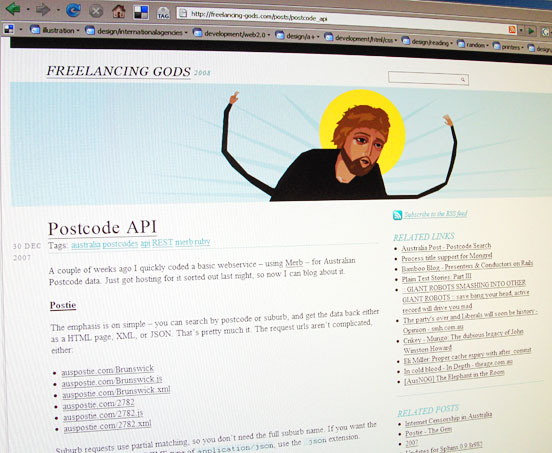 TAG
http://freelancing-gods.com/posts/postcode_api
illustration
design/internationalagencies
development/web2.0
design/a+
development/html/css
design/reading
random
printers
FREELANCING GODS 2008
Postcode API
30 DEC 2007
Tags: australia postcodes api REST merb ruby
A couple of weeks ago I quickly coded a basic webservice – using Merb – for Australian
Postcode data. Just got hosting for it sorted out last night, so now I can blog about it.
Postie
The emphasis is on simple – you can search by postcode or suburb, and get the data back either
as a HTML page, XML, or JSON. That's pretty much it. The request urls aren't complicated,
either:
auspostie.com/Brunswick
auspostie.com/Brunswick.js
auspostie.com/Brunswick.xml
auspostie.com/2782
auspostie.com/2782.js
auspostie.com/2782.xml
Suburb requests use partial matching, so you don't need the full suburb name. If you want the
type of application/json, use the .json extension.
Subscribe to the RSS feed
RELATED LINKS
Australia Post - Postcode Search
Process title support for Mongrel
Bamboo Blog - Presenters & Conductors on Rails
Plain Text Stories: Part III
GIANT ROBOTS SMASHING INTO OTHER
GIANT ROBOTS : save bang your head, active
record will drive you mad
The party's over and Liberals will soon be history -
Opinion - smh.com.au
Crikey - Mungo: The dubious legacy of John
Winston Howard
Eli Miller: Proper cache expiry with after_commit
In cold blood - In Depth - theage.com.au
[AusNOG] The Elephant in the Room
RELATED POSTS
Internet Censorship in Australia
Postie - The Gem
2007
Updates for Sphinx 0.9.8r985